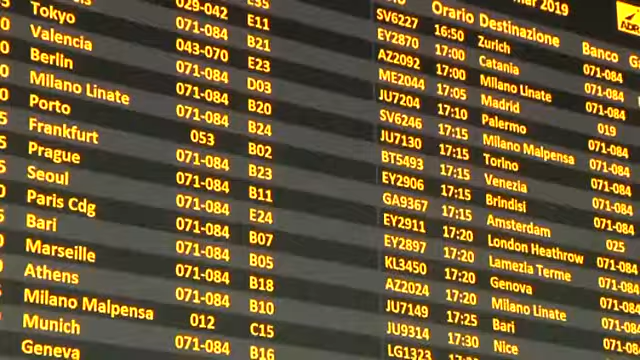 Tokyo
Valencia
Berlin
Milano Linate
Porto
Frankfurt
Prague
Seoul
Paris Cdg
Bari
Marseille
Athens
Milano Malpensa
Munich
Geneva
029-042
071-084
043-070
071-084
071-084
071-084
053
071-084
071-084
071-084
071-084
071-084
071-084
071-084
012
071-084
E11
B21
E23
D03
B20
B24
B02
B23
B11
E24
B07
B05
B18
B10
C15
B16
2019
Orario Destinazione Banco
SV6227 16:50 Zurich 071-084
EY2870 17:00 Catania 071-084
AZ2092 17:00 Milano Linate 071-084
ME2044 17:05 Madrid 019
JU7204 17:10 Palermo 071-084
SV6246 17:15 Milano Malpensa 071-084
JU7130 17:15 Torino 071-084
BT5493 17:15 Venezia 071-084
EY2906 17:15 Brindisi 071-084
GA9367 17:15 Amsterdam 025
EY2911 17:20 London Heathrow 071-084
EY2897 17:20 Lamezia Terme
KL3450 17:20 Genova
AZ2024 17:20 Milano Linate
JU7149 17:25 Bari
JU9314 17:30 Nice
LG1323